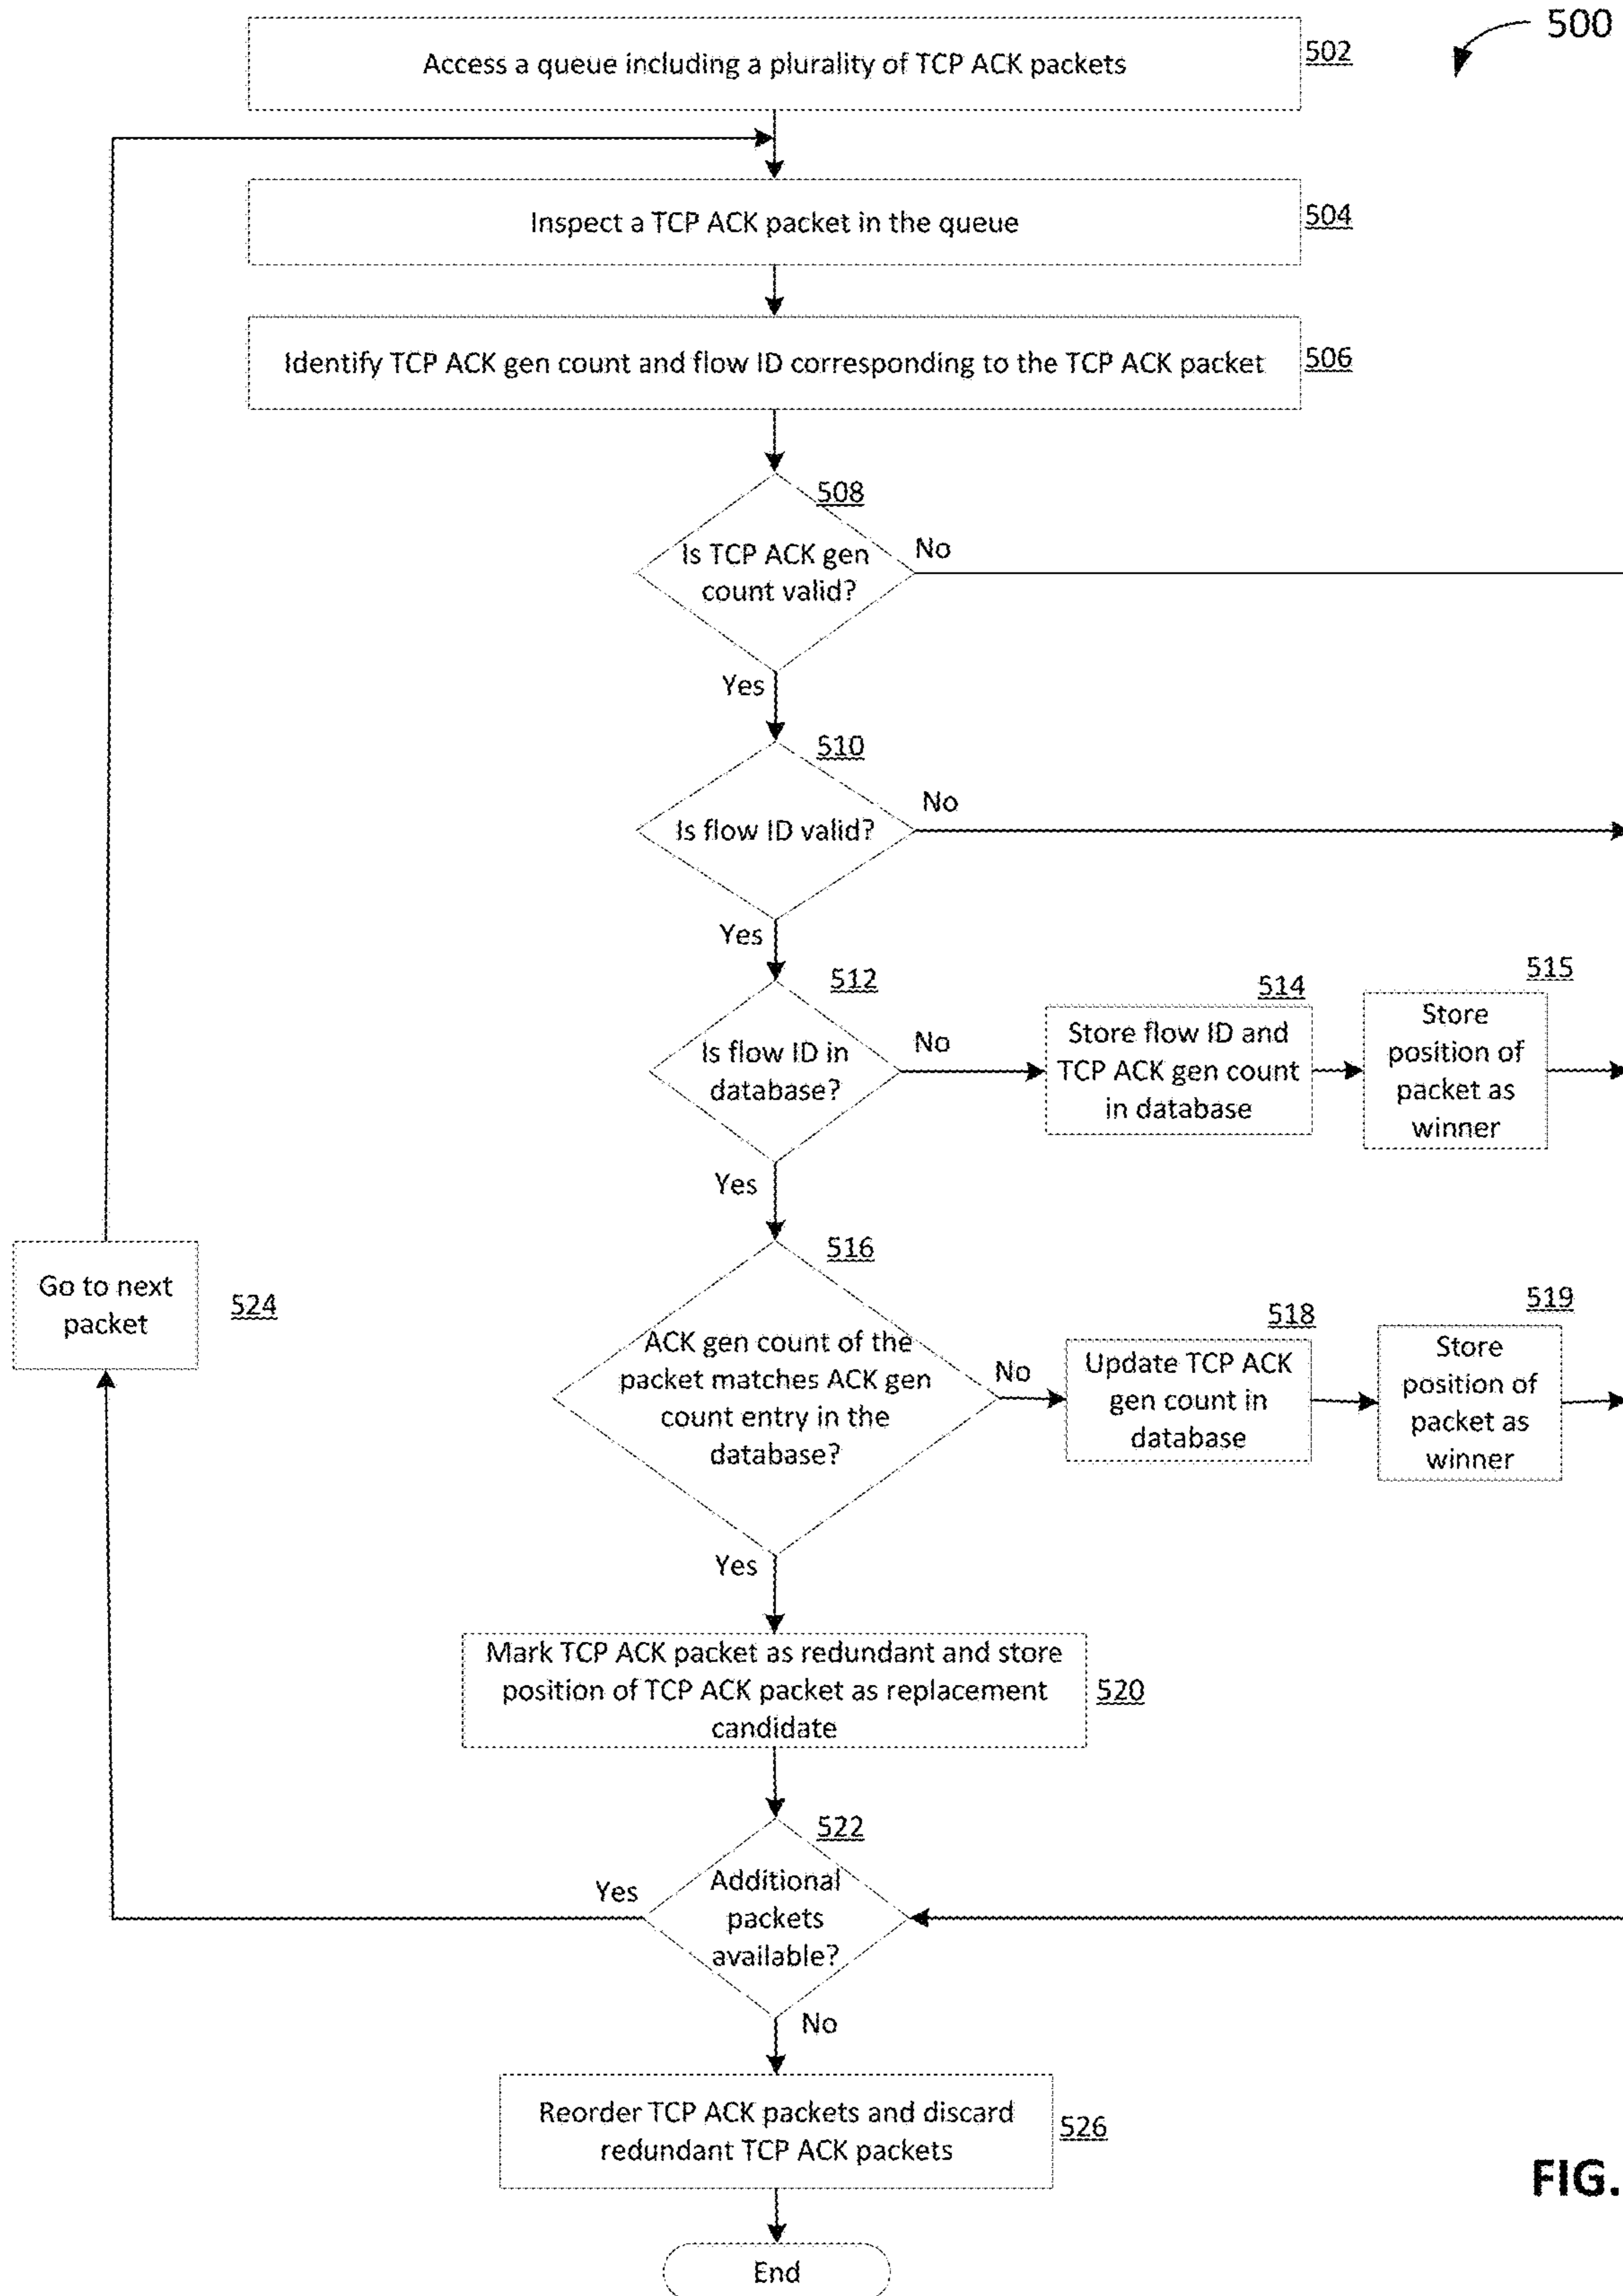 500
Access a queue including a plurality of TCP ACK packets
502
Inspect a TCP ACK packet in the queue
504
Identify TCP ACK gen count and flow ID corresponding to the TCP ACK packet
506
508
Is TCP ACK gen
count valid?
No
Yes
510
Is flow ID valid?
No
Yes
512
Is flow ID in
database?
No
514
Store flow ID and
TCP ACK gen count
in database
515
Store
position of
packet as
winner
Yes
516
ACK gen count of the
packet matches ACK gen
count entry in the
database?
No
518
Update TCP ACK
gen count in
database
519
Store
position of
packet as
winner
Go to next
packet
524
Yes
Mark TCP ACK packet as redundant and store
position of TCP ACK packet as replacement
candidate
520
522
Additional
packets
available?
Yes
No
Reorder TCP ACK packets and discard
redundant TCP ACK packets
526
FIG.
End